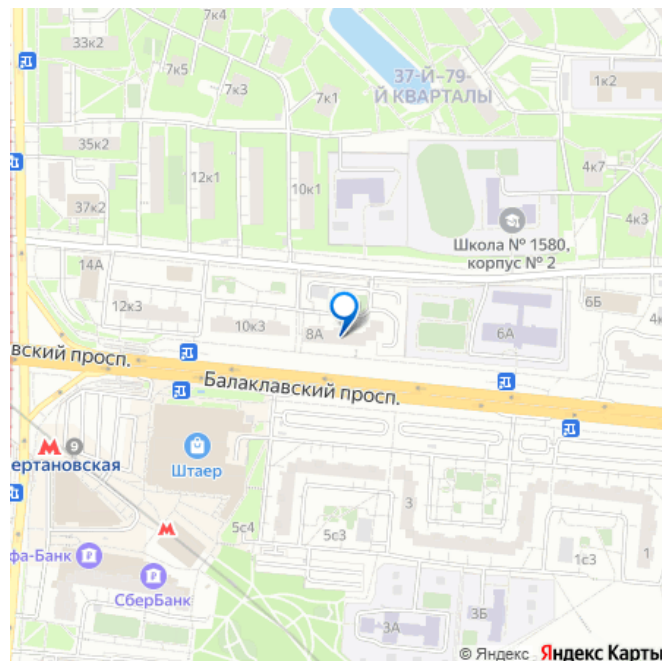 7к4
33к2
7к5
7к3
7к1
37-Й–79-
Й КВАРТАЛЫ
1к2
35к2
12к1
10к1
4к7
37к2
4к3
Школа № 1580,
корпус № 2
14А
12к3
10к3
8А
6Б
6А
вский просп.
Балаклавский просп.
9
ертановская
Штаер
5с4
5с3
3
1с3
1
фа-Банк
СберБанк
3А
3Б
© Яндекс Яндекс Карты